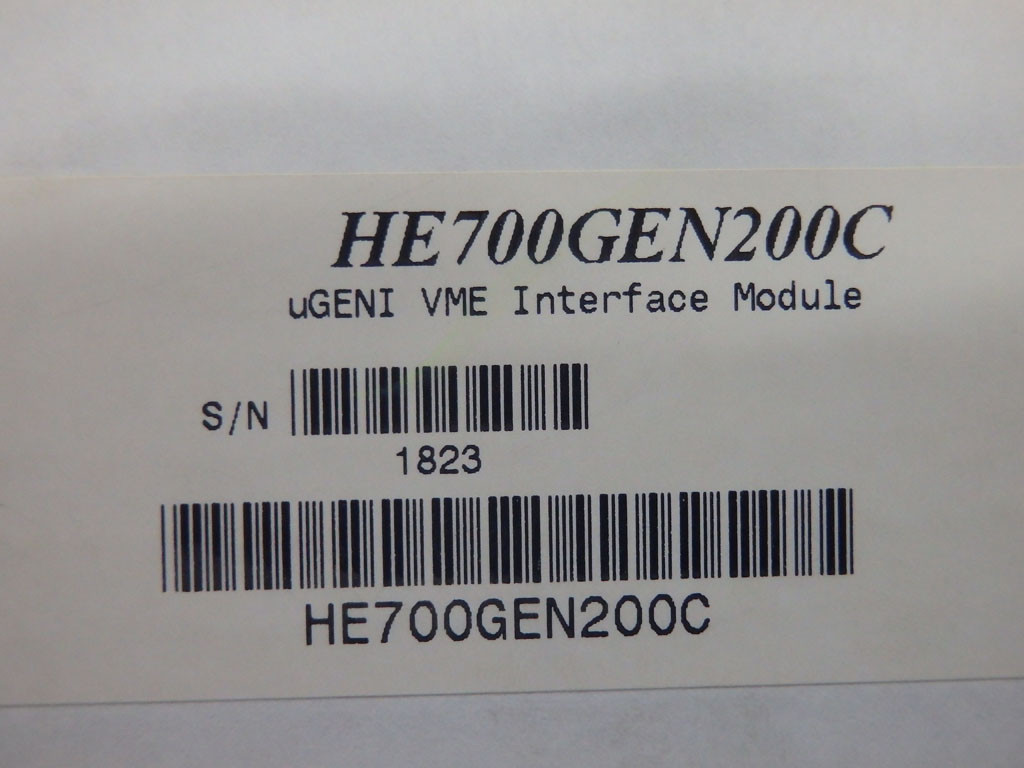 HE700GEN200C
uGENI VME Interface Module
S/N
1823
HE700GEN200C